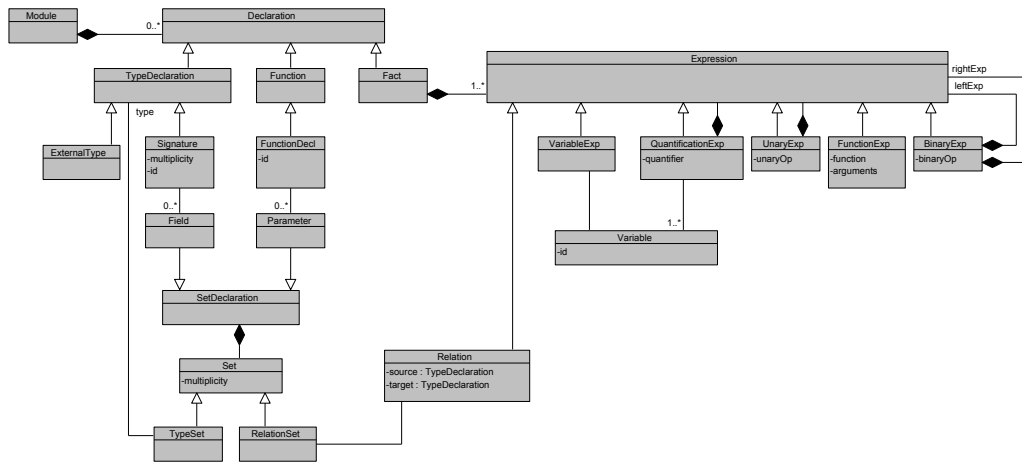 Module
Declaration
0..*
Expression
rightExp
TypeDeclaration
Function
Fact
1..*
leftExp
type
ExternalType
Signature
-multiplicity
-id
FunctionDecl
-id
VariableExp
QuantificationExp
-quantifier
UnaryExp
-unaryOp
FunctionExp
-function
-arguments
BinaryExp
-binaryOp
0..*
0..*
1..*
Field
Parameter
Variable
-id
SetDeclaration
Set
-multiplicity
Relation
-source : TypeDeclaration
-target : TypeDeclaration
TypeSet
RelationSet